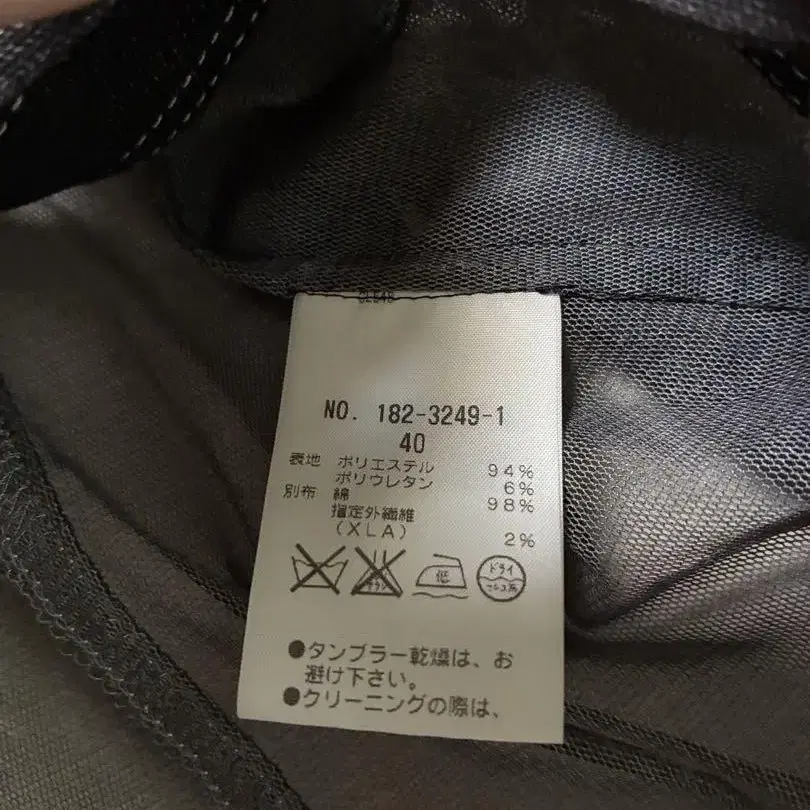 NO. 182-3249-1
40
表地 ポリエステル 94%
ポリウレタン 6%
別布 綿 98%
指定外繊維
(XLA) 2%
低
ドライ
●タンブラー乾燥は、お
避け下さい。
●クリーニングの際は、